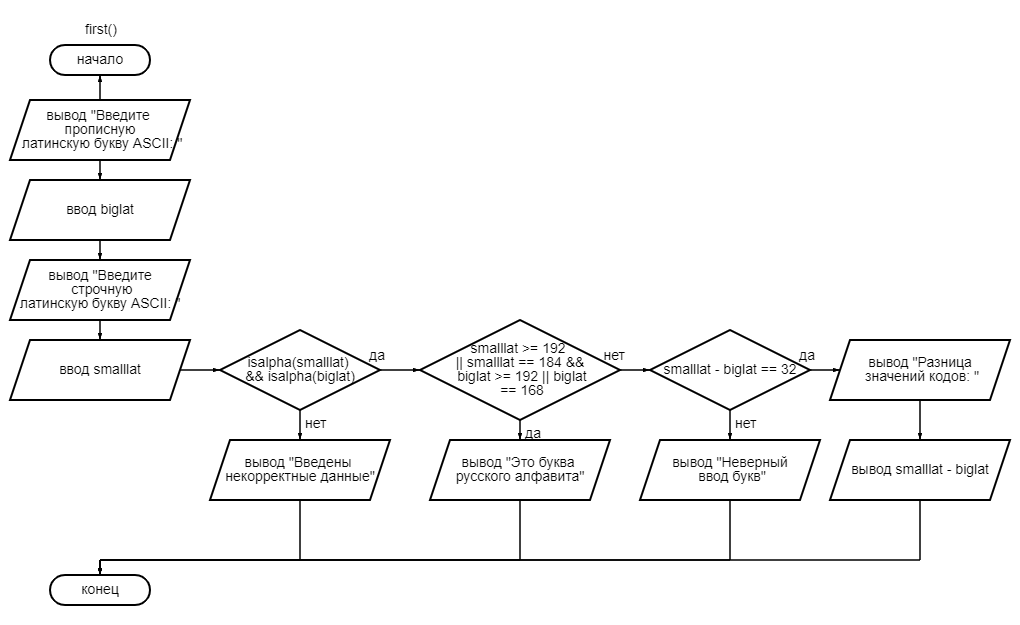 first()
начало
вывод "Введите
прописную
латинскую букву ASCII: "
ввод biglat
вывод "Введите
строчную
латинскую букву ASCII: "
ввод smalllat
isalpha(smalllat)
&& isalpha(biglat)
да
нет
smalllat >= 192
|| smalllat == 184 &&
biglat >= 192 || biglat
== 168
нет
да
smalllat - biglat == 32
да
нет
вывод "Разница
значений кодов: "
вывод "Введены
некорректные данные"
вывод "Это буква
русского алфавита"
вывод "Неверный
ввод букв"
вывод smalllat - biglat
конец